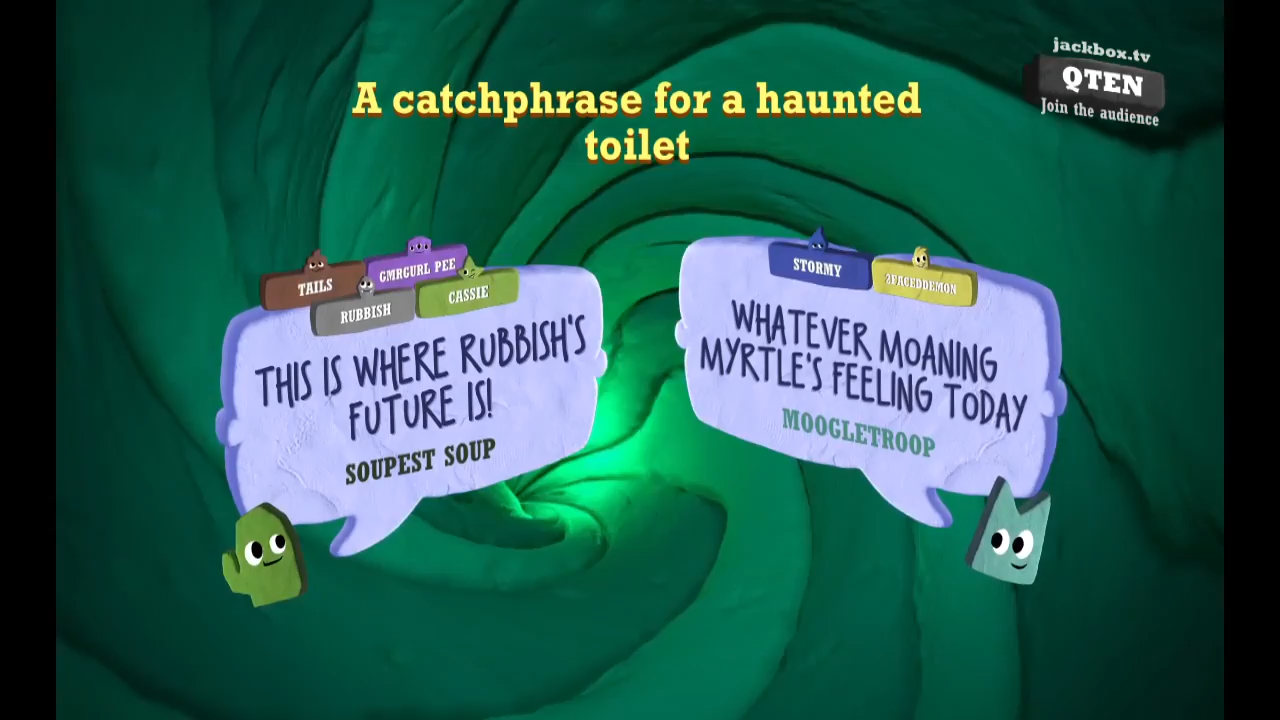 jackbox.tv
QTEN
Join the audience
A catchphrase for a haunted
toilet
TAILS
GMRGURL PEE
RUBBISH
CASSIE
THIS IS WHERE RUBBISH'S
FUTURE IS!
SOUPEST SOUP
STORMY
2FACEDDEMON
WHATEVER MOANING
MYRTLE'S FEELING TODAY
MOOGLETROOP